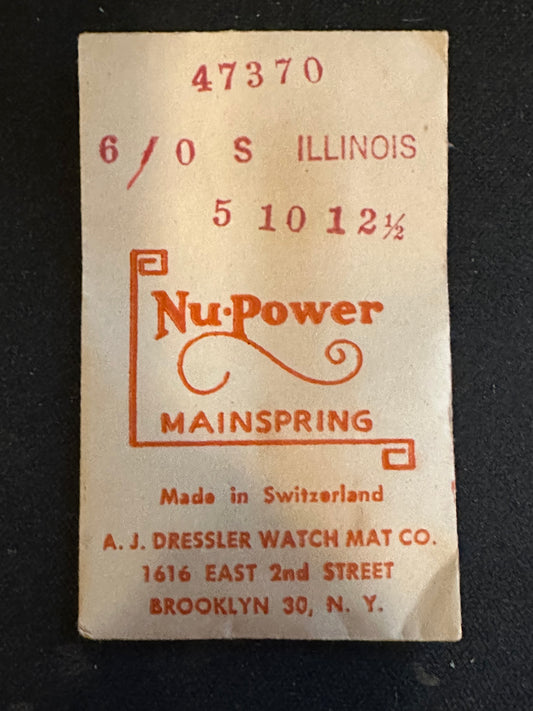 47370
6/0 S ILLINOIS
5 10 12½
Nu·Power
MAINSPRING
Made in Switzerland
A. J. DRESSLER WATCH MAT CO.
1616 EAST 2nd STREET
BROOKLYN 30, N. Y.